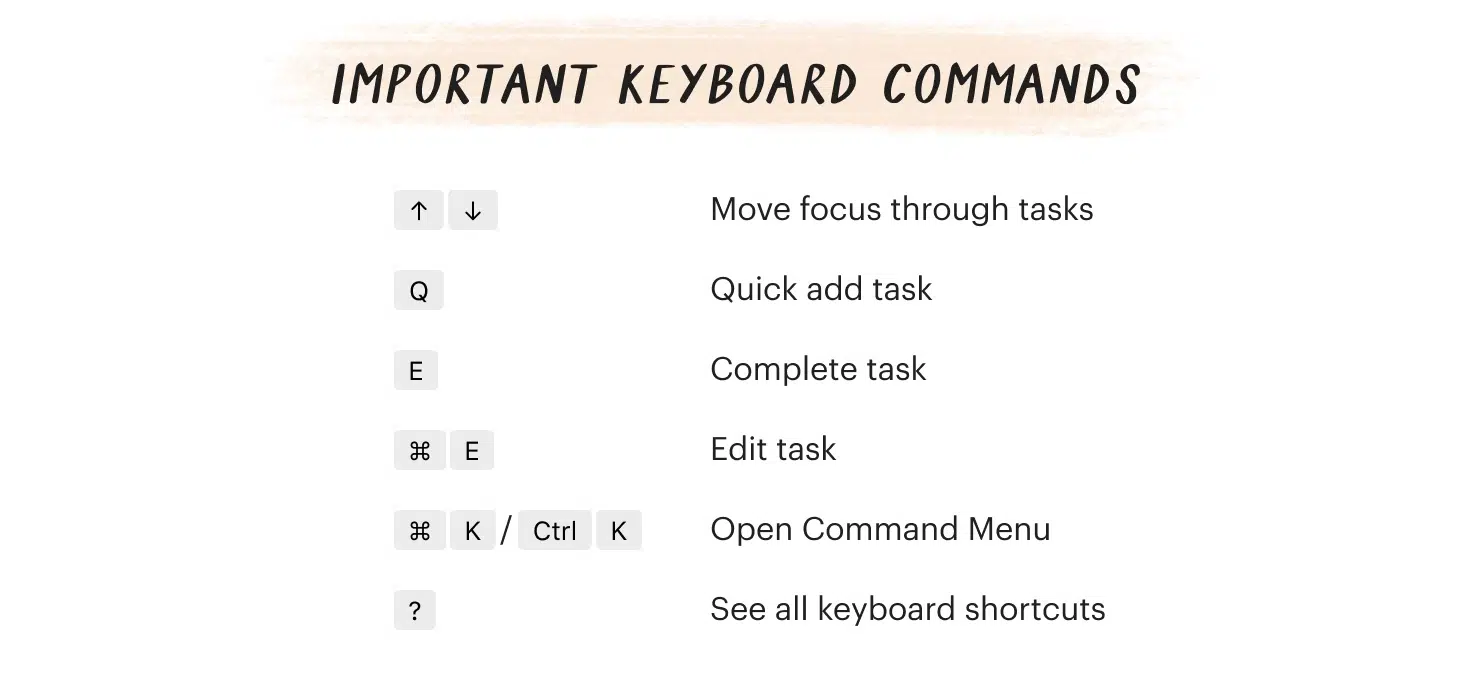 IMPORTANT KEYBOARD COMMANDS
↑ ↓ Move focus through tasks
Q Quick add task
E Complete task
⌘ E Edit task
⌘ K / Ctrl K Open Command Menu
? See all keyboard shortcuts